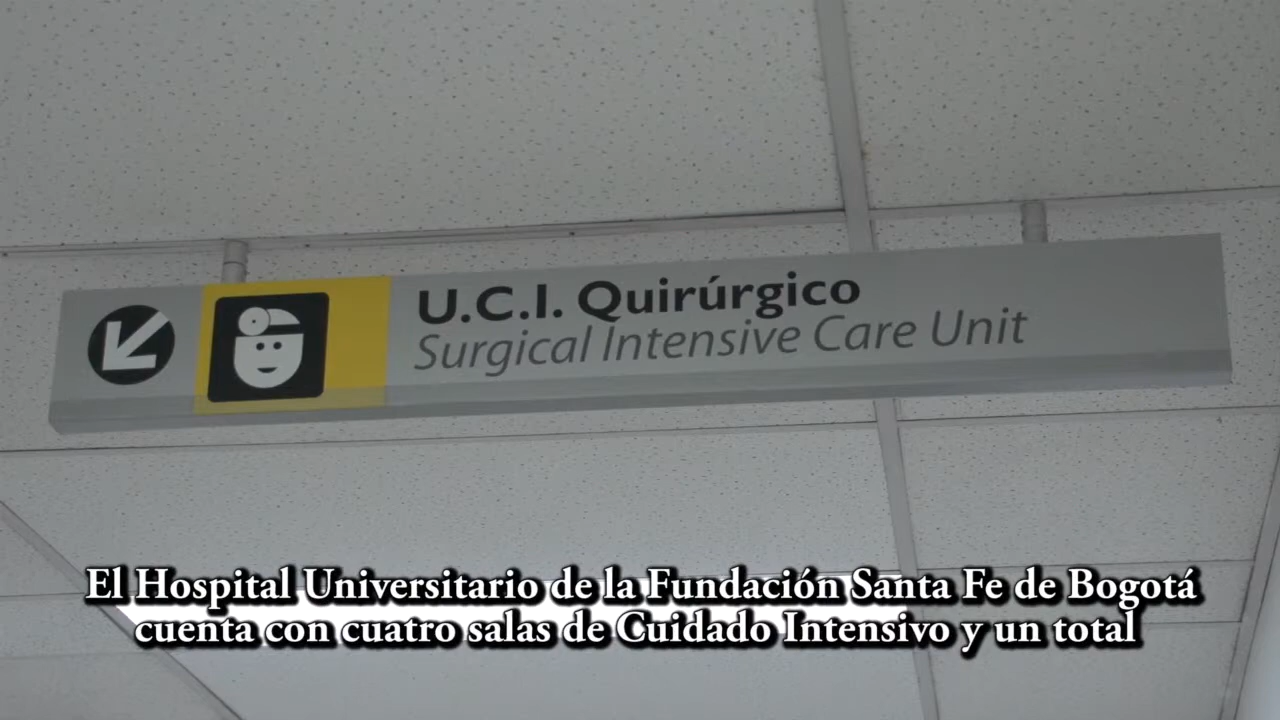 U.C.I. Quirúrgico
Surgical Intensive Care Unit
El Hospital Universitario de la Fundación Santa Fe de Bogotá
cuenta con cuatro salas de Cuidado Intensivo y un total